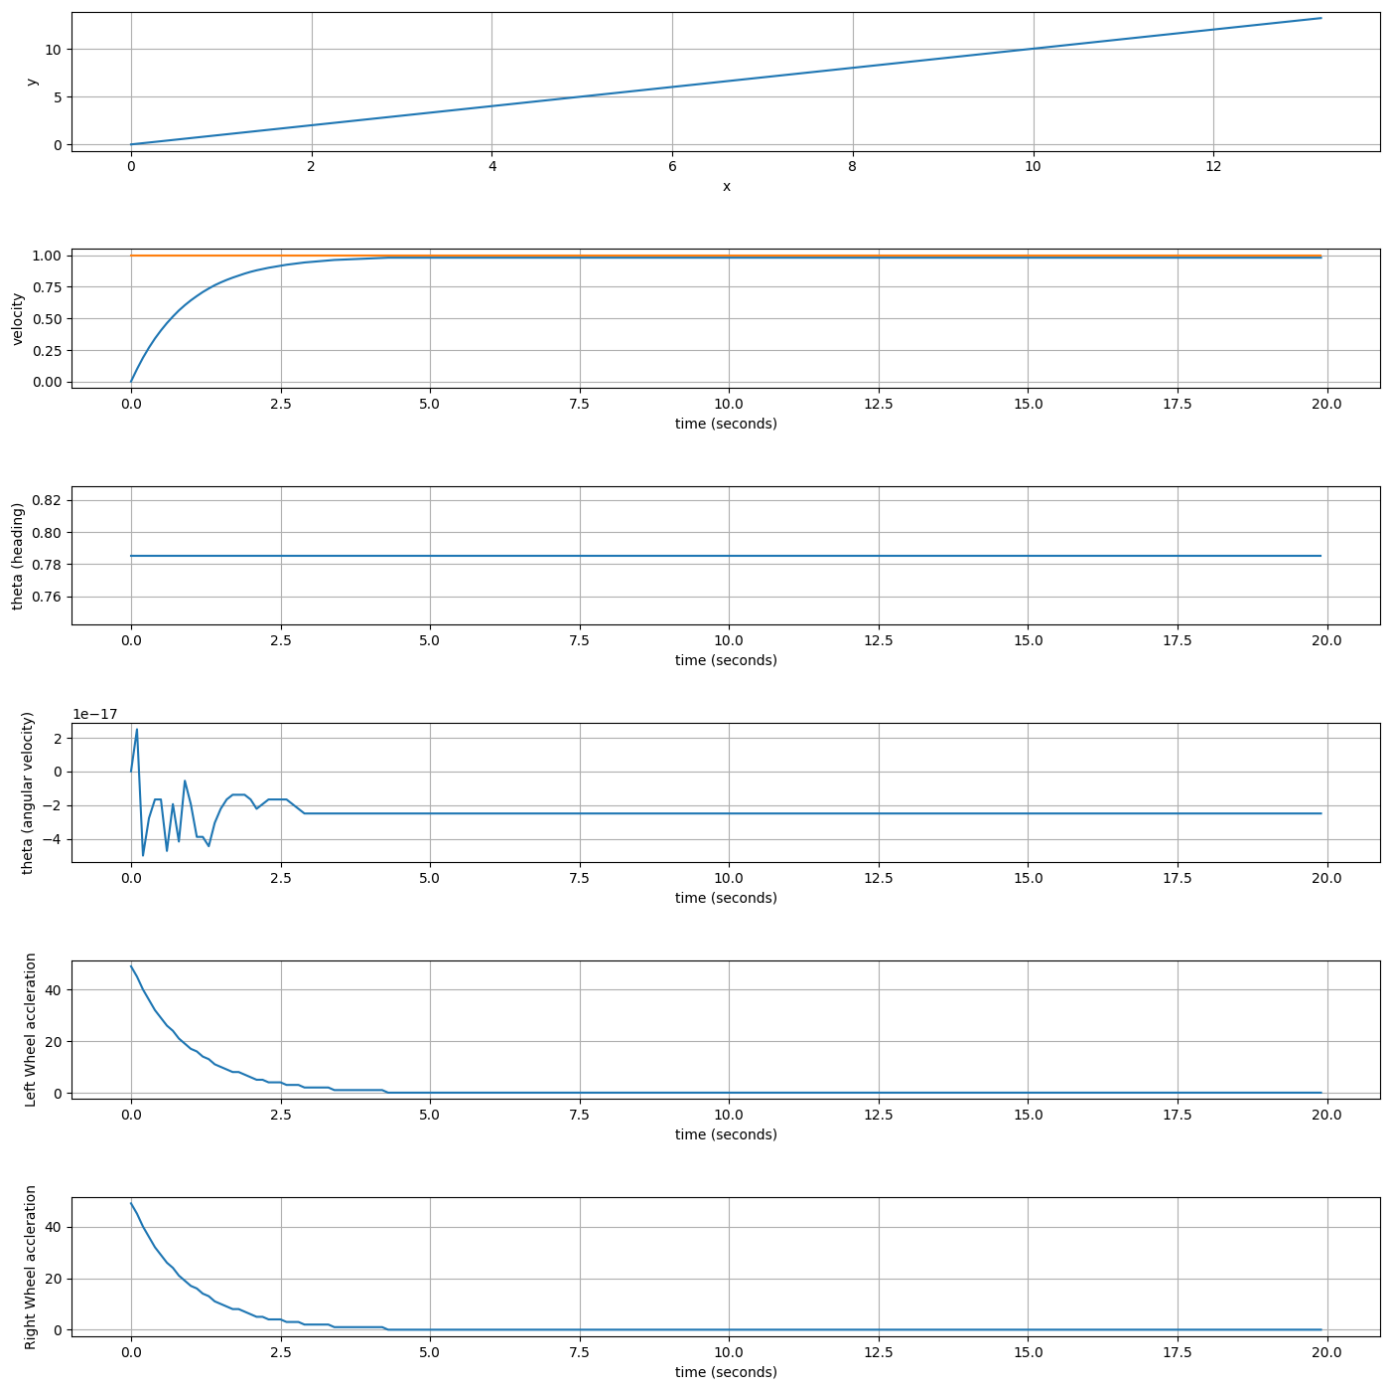 10
5
0
y
0 2 4 6 8 10 12
x
1.00
0.75
0.50
0.25
0.00
velocity
0.0 2.5 5.0 7.5 10.0 12.5 15.0 17.5 20.0
time (seconds)
0.82
0.80
0.78
0.76
theta (heading)
0.0 2.5 5.0 7.5 10.0 12.5 15.0 17.5 20.0
time (seconds)
1e−17
2
0
−2
−4
theta (angular velocity)
0.0 2.5 5.0 7.5 10.0 12.5 15.0 17.5 20.0
time (seconds)
40
20
0
Left Wheel accleration
0.0 2.5 5.0 7.5 10.0 12.5 15.0 17.5 20.0
time (seconds)
40
20
0
Right Wheel accleration
0.0 2.5 5.0 7.5 10.0 12.5 15.0 17.5 20.0
time (seconds)